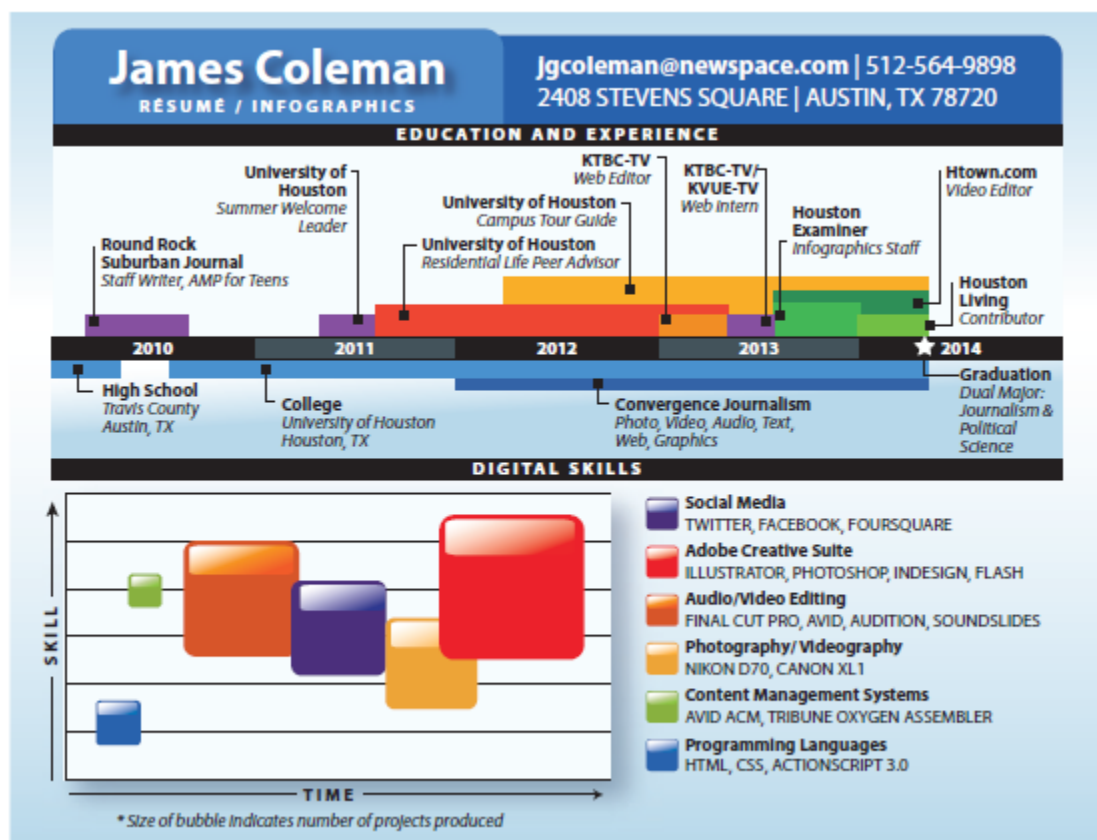 James Coleman
RÉSUMÉ / INFOGRAPHICS
Jgcoleman@newspace.com | 512-564-9898
2408 STEVENS SQUARE | AUSTIN, TX 78720
EDUCATION AND EXPERIENCE
Round Rock
Suburban Journal
Staff Writer, AMP for Teens
University of
Houston
Summer Welcome
Leader
University of Houston
Residential Life Peer Advisor
University of Houston
Campus Tour Guide
KTBC-TV
Web Editor
KTBC-TV/
KVUE-TV
Web Intern
Houston
Examiner
Infographics Staff
Htown.com
Video Editor
Houston
Living
Contributor
2010
2011
2012
2013
2014
High School
Travis County
Austin, TX
College
University of Houston
Houston, TX
Convergence Journalism
Photo, Video, Audio, Text,
Web, Graphics
Graduation
Dual Major:
Journalism &
Political
Science
DIGITAL SKILLS
SKILL
TIME
* Size of bubble indicates number of projects produced
Social Media
TWITTER, FACEBOOK, FOURSQUARE
Adobe Creative Suite
ILLUSTRATOR, PHOTOSHOP, INDESIGN, FLASH
Audio/Video Editing
FINAL CUT PRO, AVID, AUDITION, SOUNDSLIDES
Photography/Videography
NIKON D70, CANON XL1
Content Management Systems
AVID ACM, TRIBUNE OXYGEN ASSEMBLER
Programming Languages
HTML, CSS, ACTIONSCRIPT 3.0